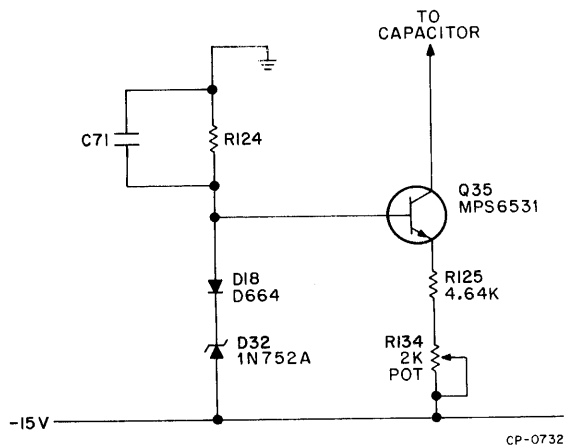 TO
CAPACITOR
C71
R124
Q35
MPS6531
D18
D664
R125
4.64K
D32
1N752A
R134
2K
POT
-15V
CP-0732